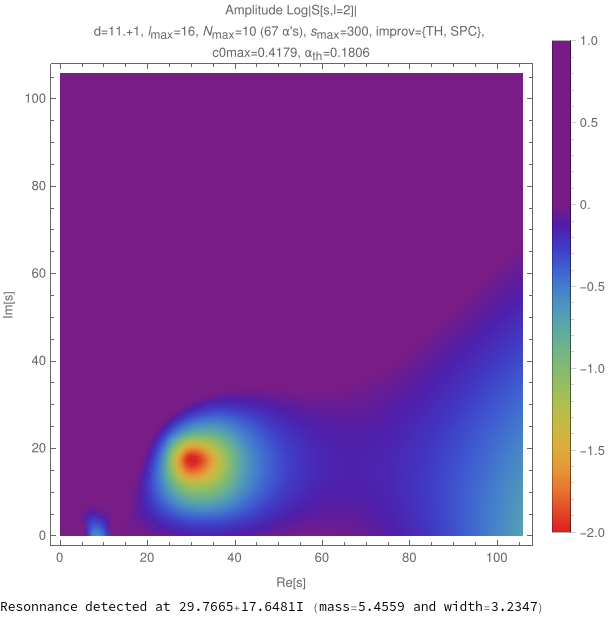 Amplitude Log|S[s,l=2]|
d=11.+1, lmax=16, Nmax=10 (67 α's), smax=300, improv={TH, SPC},
c0max=0.4179, αth=0.1806
1.0
0.5
0.
-0.5
-1.0
-1.5
-2.0
100
80
60
40
20
0
Im[s]
0 20 40 60 80 100
Re[s]
Resonnance detected at 29.7665+17.6481I (mass=5.4559 and width=3.2347)